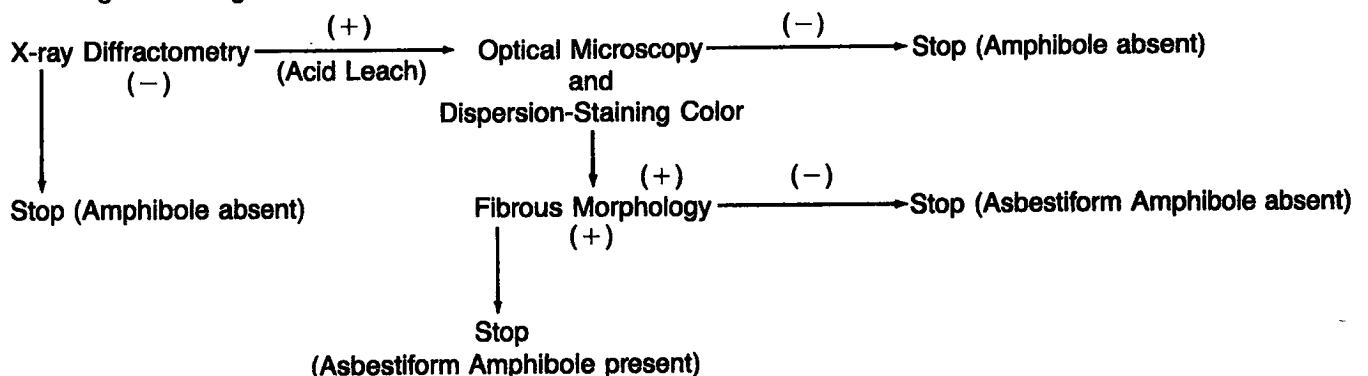 (+)
X-ray Diffractometry
(−)
(Acid Leach)
Optical Microscopy
and
Dispersion-Staining Color
(−)
Stop (Amphibole absent)
Stop (Amphibole absent)
(+)
Fibrous Morphology
(+)
(−)
Stop (Asbestiform Amphibole absent)
Stop
(Asbestiform Amphibole present)